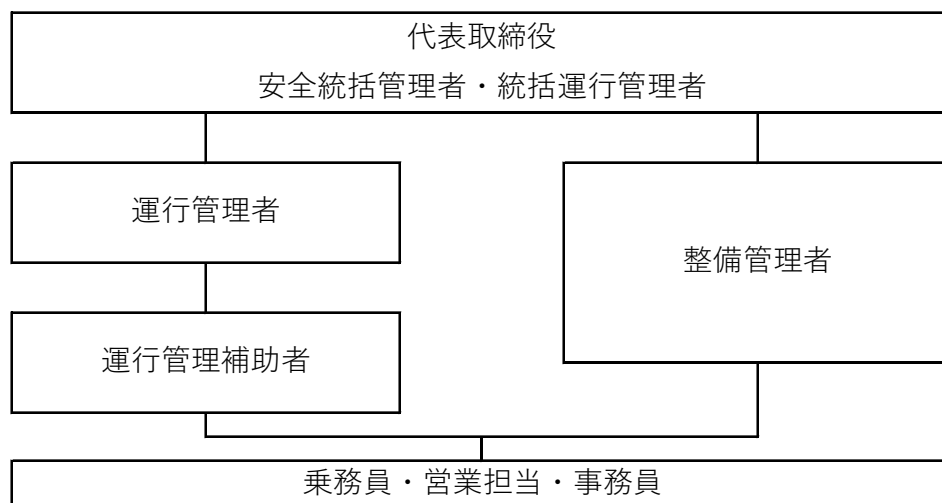 代表取締役
安全統括管理者・統括運行管理者
運行管理者
整備管理者
運行管理補助者
乗務員・営業担当・事務員